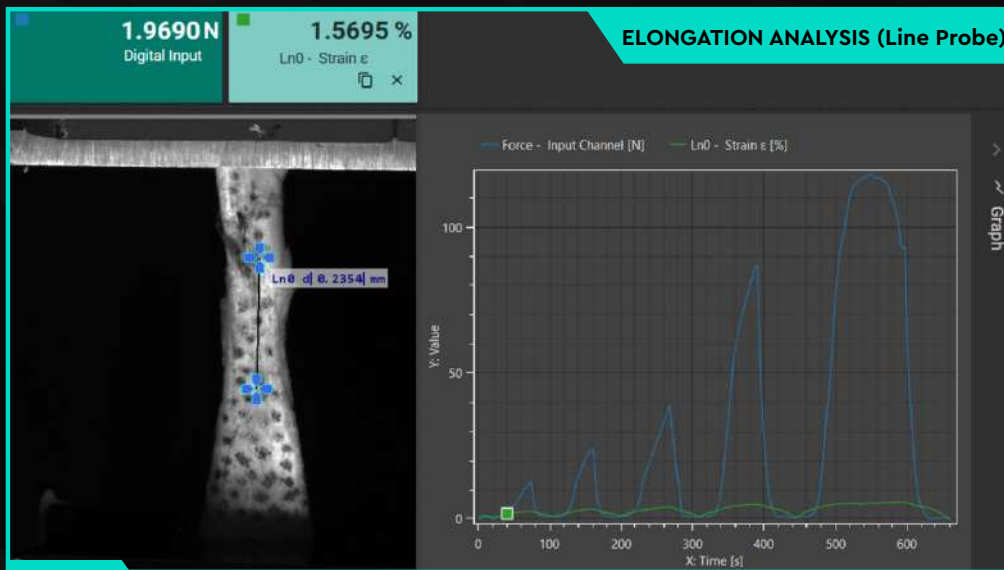 1.9690 N
Digital Input
1.5695 %
Ln0 - Strain ε
ELONGATION ANALYSIS (Line Probe)
Ln0 d| 0.2354| mm
Force - Input Channel [N]
Ln0 - Strain ε [%]
Graph
Y: Value
100
50
0
0 100 200 300 400 500 600
X: Time [s]